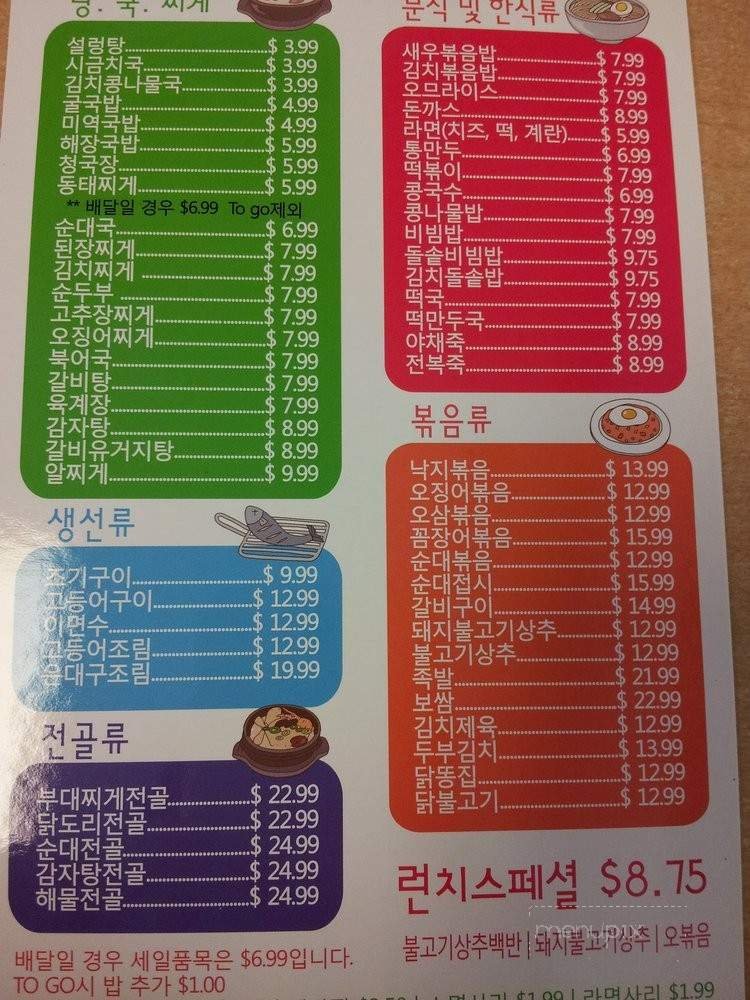 탕. 국. 찌게
설렁탕 $ 3.99
시금치국 $ 3.99
김치콩나물국 $ 3.99
굴국밥 $ 4.99
미역국밥 $ 4.99
해장국밥 $ 5.99
청국장 $ 5.99
동태찌게 $ 5.99
** 배달일 경우 $6.99 To go제외
순대국 $ 6.99
된장찌게 $ 7.99
김치찌게 $ 7.99
순두부 $ 7.99
고추장찌게 $ 7.99
오징어찌게 $ 7.99
북어국 $ 7.99
갈비탕 $ 7.99
육계장 $ 7.99
감자탕 $ 8.99
갈비유거지탕 $ 8.99
알찌게 $ 9.99
생선류
조기구이 $ 9.99
고등어구이 $ 12.99
이면수 $ 12.99
고등어조림 $ 12.99
은대구조림 $ 19.99
전골류
부대찌게전골 $ 22.99
닭도리전골 $ 22.99
순대전골 $ 24.99
감자탕전골 $ 24.99
해물전골 $ 24.99
배달일 경우 세일품목은 $6.99입니다.
TO GO시 밥 추가 $1.00
분식 및 한식류
새우볶음밥 $ 7.99
김치볶음밥 $ 7.99
오므라이스 $ 7.99
돈까스 $ 8.99
라면(치즈, 떡, 계란) $ 5.99
통만두 $ 6.99
떡볶이 $ 7.99
콩국수 $ 6.99
콩나물밥 $ 7.99
비빔밥 $ 7.99
돌솥비빔밥 $ 9.75
김치돌솥밥 $ 9.75
떡국 $ 7.99
떡만두국 $ 7.99
야채죽 $ 8.99
전복죽 $ 8.99
볶음류
낙지볶음 $ 13.99
오징어볶음 $ 12.99
오삼볶음 $ 12.99
꼼장어볶음 $ 15.99
순대볶음 $ 12.99
순대접시 $ 15.99
갈비구이 $ 14.99
돼지불고기상추 $ 12.99
불고기상추 $ 12.99
족발 $ 21.99
보쌈 $ 22.99
김치제육 $ 12.99
두부김치 $ 13.99
닭똥집 $ 12.99
닭불고기 $ 12.99
런치스페셜 $8.75
menupix
불고기상추백반 | 돼지불고기상추 | 오볶음
$1.99 | 라면사리 $1.99